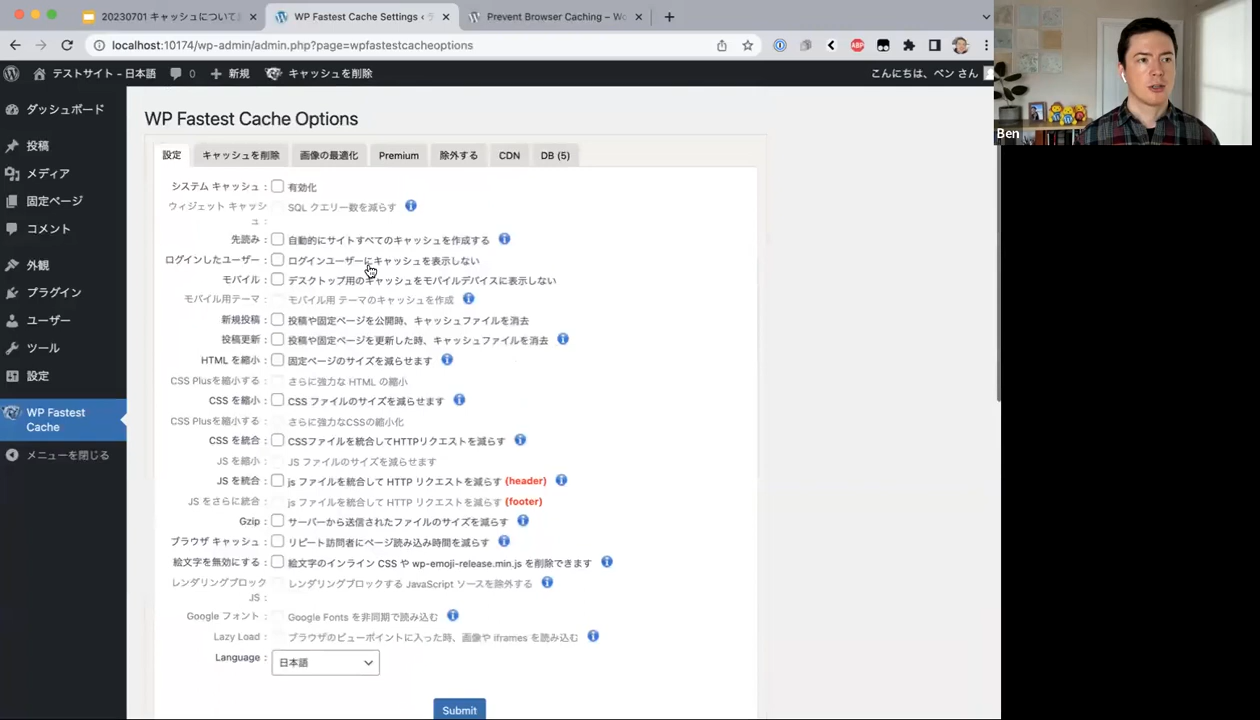 20230701 キャッシュについて
WP Fastest Cache Settings ‹
Prevent Browser Caching – Wo
localhost:10174/wp-admin/admin.php?page=wpfastestcacheoptions
ABP
テストサイト - 日本語
0
新規
キャッシュを削除
こんにちは、ベン さん
Ben
ダッシュボード
投稿
メディア
固定ページ
コメント
外観
プラグイン
ユーザー
ツール
設定
WP Fastest
Cache
メニューを閉じる
WP Fastest Cache Options
設定
キャッシュを削除
画像の最適化
Premium
除外する
CDN
DB (5)
システム キャッシュ : 有効化
ウィジェット キャッシュ : SQL クエリー数を減らす
先読み : 自動的にサイトすべてのキャッシュを作成する
ログインしたユーザー : ログインユーザーにキャッシュを表示しない
モバイル : デスクトップ用のキャッシュをモバイルデバイスに表示しない
モバイル用テーマ : モバイル用 テーマのキャッシュを作成
新規投稿 : 投稿や固定ページを公開時、キャッシュファイルを消去
投稿更新 : 投稿や固定ページを更新した時、キャッシュファイルを消去
HTML を縮小 : 固定ページのサイズを減らせます
CSS Plusを縮小する : さらに強力な HTML の縮小
CSS を縮小 : CSS ファイルのサイズを減らせます
CSS Plusを縮小する : さらに強力なCSSの縮小化
CSS を統合 : CSSファイルを統合してHTTPリクエストを減らす
JS を縮小 : JS ファイルのサイズを減らせます
JS を統合 : js ファイルを統合して HTTP リクエストを減らす (header)
JS をさらに統合 : js ファイルを統合して HTTP リクエストを減らす (footer)
Gzip : サーバーから送信されたファイルのサイズを減らす
ブラウザ キャッシュ : リピート訪問者にページ読み込み時間を減らす
絵文字を無効にする : 絵文字のインライン CSS や wp-emoji-release.min.js を削除できます
レンダリングブロック JS : レンダリングブロックする JavaScript ソースを除外する
Google フォント : Google Fonts を非同期で読み込む
Lazy Load : ブラウザのビューポイントに入った時、画像や iframes を読み込む
Language : 日本語
Submit